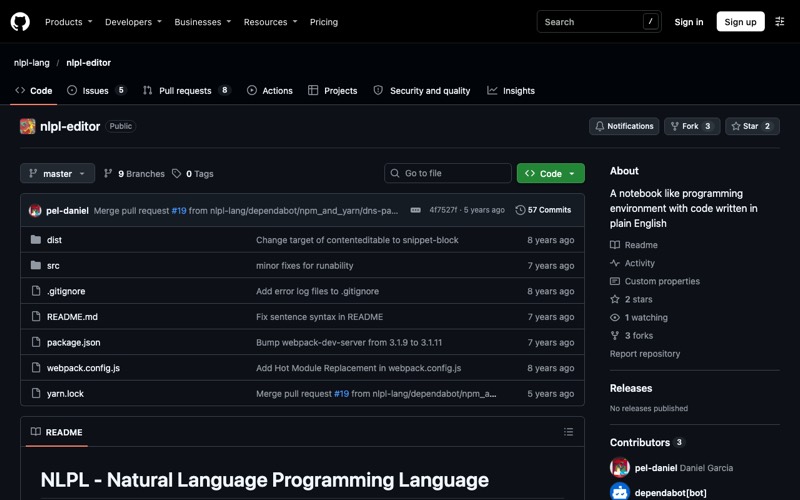 Products Developers Businesses Resources Pricing Search / Sign in Sign up
nlpl-lang / nlpl-editor
Code Issues 5 Pull requests 8 Actions Projects Security and quality Insights
nlpl-editor Public Notifications Fork 3 Star 2
master 9 Branches 0 Tags Go to file Code
pel-daniel Merge pull request #19 from nlpl-lang/dependabot/npm_and_yarn/dns-pa... 4f7527f · 5 years ago 57 Commits
dist Change target of contenteditable to snippet-block 8 years ago
src minor fixes for runability 7 years ago
.gitignore Add error log files to .gitignore 8 years ago
README.md Fix sentence syntax in README 7 years ago
package.json Bump webpack-dev-server from 3.1.9 to 3.1.11 7 years ago
webpack.config.js Add Hot Module Replacement in webpack.config.js 8 years ago
yarn.lock Merge pull request #19 from nlpl-lang/dependabot/npm_a... 5 years ago
README
NLPL - Natural Language Programming Language
About
A notebook like programming
environment with code written in
plain English
Readme
Activity
Custom properties
2 stars
1 watching
3 forks
Report repository
Releases
No releases published
Contributors 3
pel-daniel Daniel Garcia
dependabot[bot]